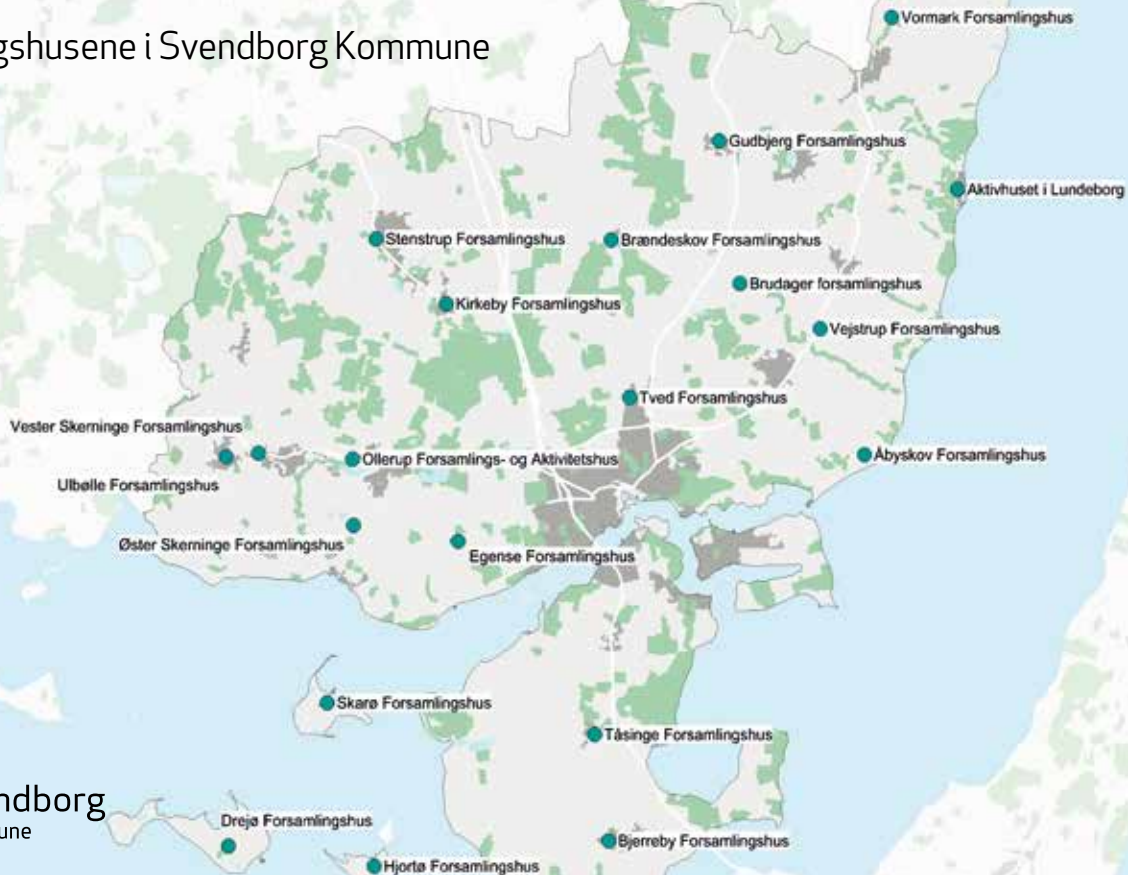 gshusene i Svendborg Kommune
Vormark Forsamlingshus
Gudbjerg Forsamlingshus
Aktivhuset i Lundeborg
Stenstrup Forsamlingshus
Brændeskov Forsamlingshus
Brudager forsamlingshus
Kirkeby Forsamlingshus
Vejstrup Forsamlingshus
Tved Forsamlingshus
Vester Skerninge Forsamlingshus
Ollerup Forsamlings- og Aktivitetshus
Åbyskov Forsamlingshus
Ulbølle Forsamlingshus
Øster Skerninge Forsamlingshus
Egense Forsamlingshus
Skarø Forsamlingshus
Tåsinge Forsamlingshus
ndborg
une
Drejø Forsamlingshus
Bjerreby Forsamlingshus
Hjortø Forsamlingshus